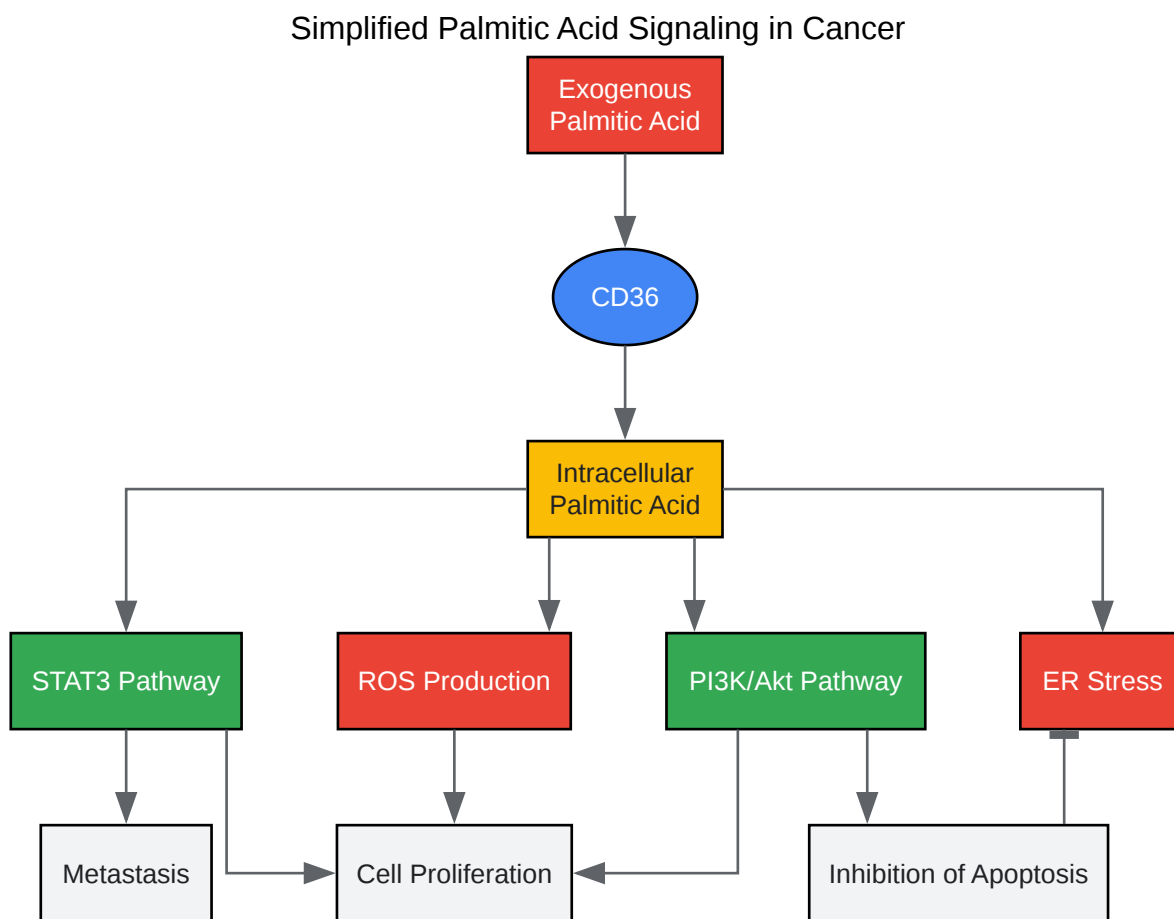 Simplified Palmitic Acid Signaling in Cancer
Exogenous
Palmitic Acid
CD36
Intracellular
Palmitic Acid
STAT3 Pathway
ROS Production
PI3K/Akt Pathway
ER Stress
Metastasis
Cell Proliferation
Inhibition of Apoptosis